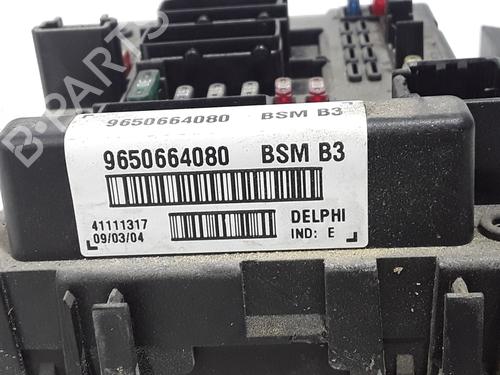 9650664080 BSM B3
9650664080 BSM B3
41111317 DELPHI
09/03/04 IND: E
B-PARTS